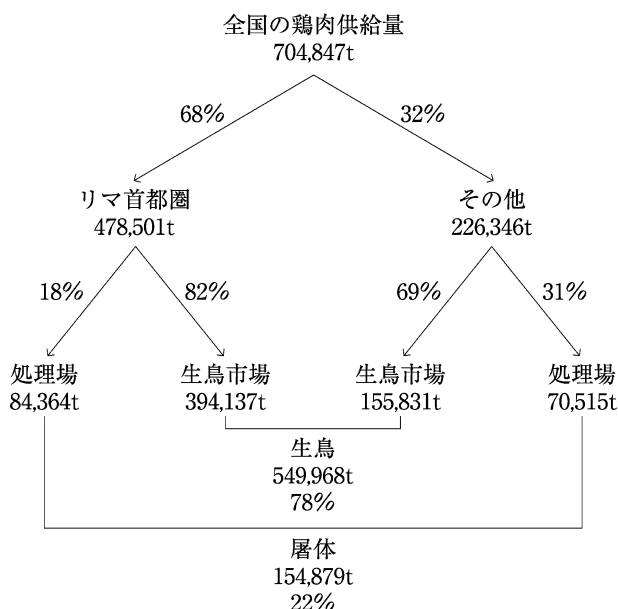 全国の鶏肉供給量
704,847t
68%
32%
リマ首都圏
478,501t
その他
226,346t
18%
82%
69%
31%
処理場
84,364t
生鳥市場
394,137t
生鳥市場
155,831t
処理場
70,515t
生鳥
549,968t
78%
屠体
154,879t
22%